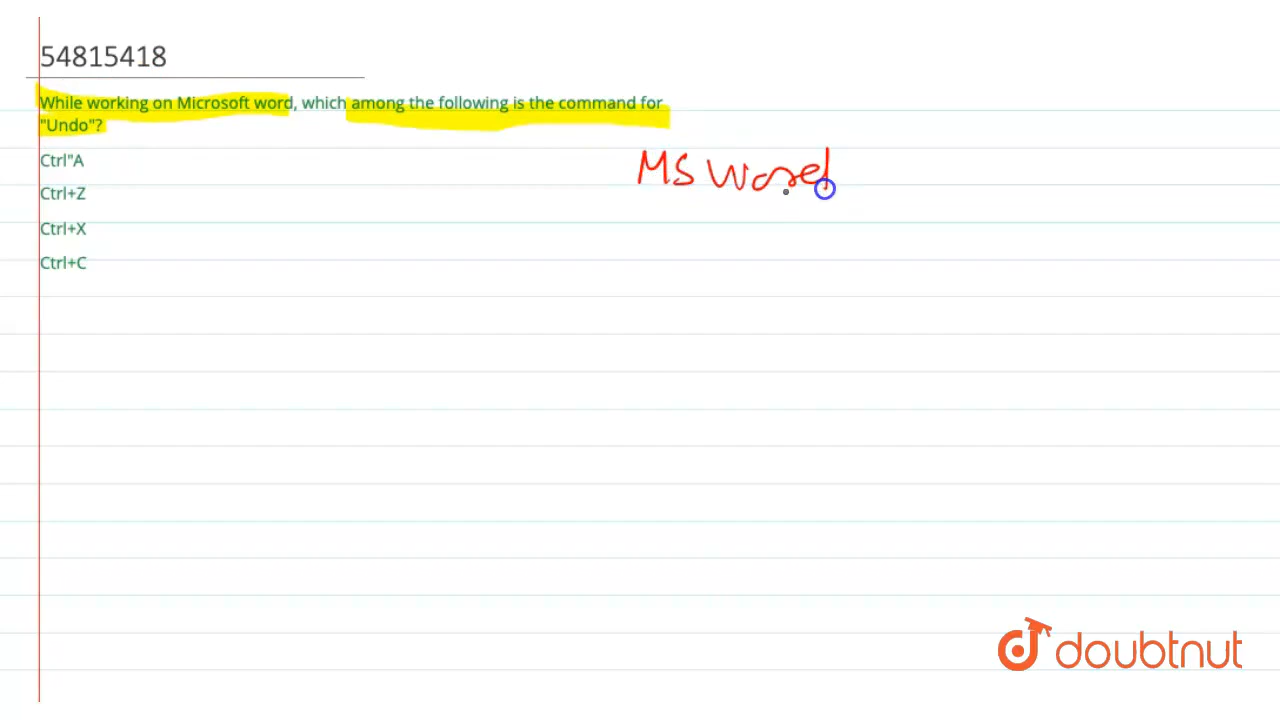 54815418
While working on Microsoft word, which among the following is the command for
"Undo"?
Ctrl"A
Ctrl+Z
Ctrl+X
Ctrl+C
MS Word
doubtnut